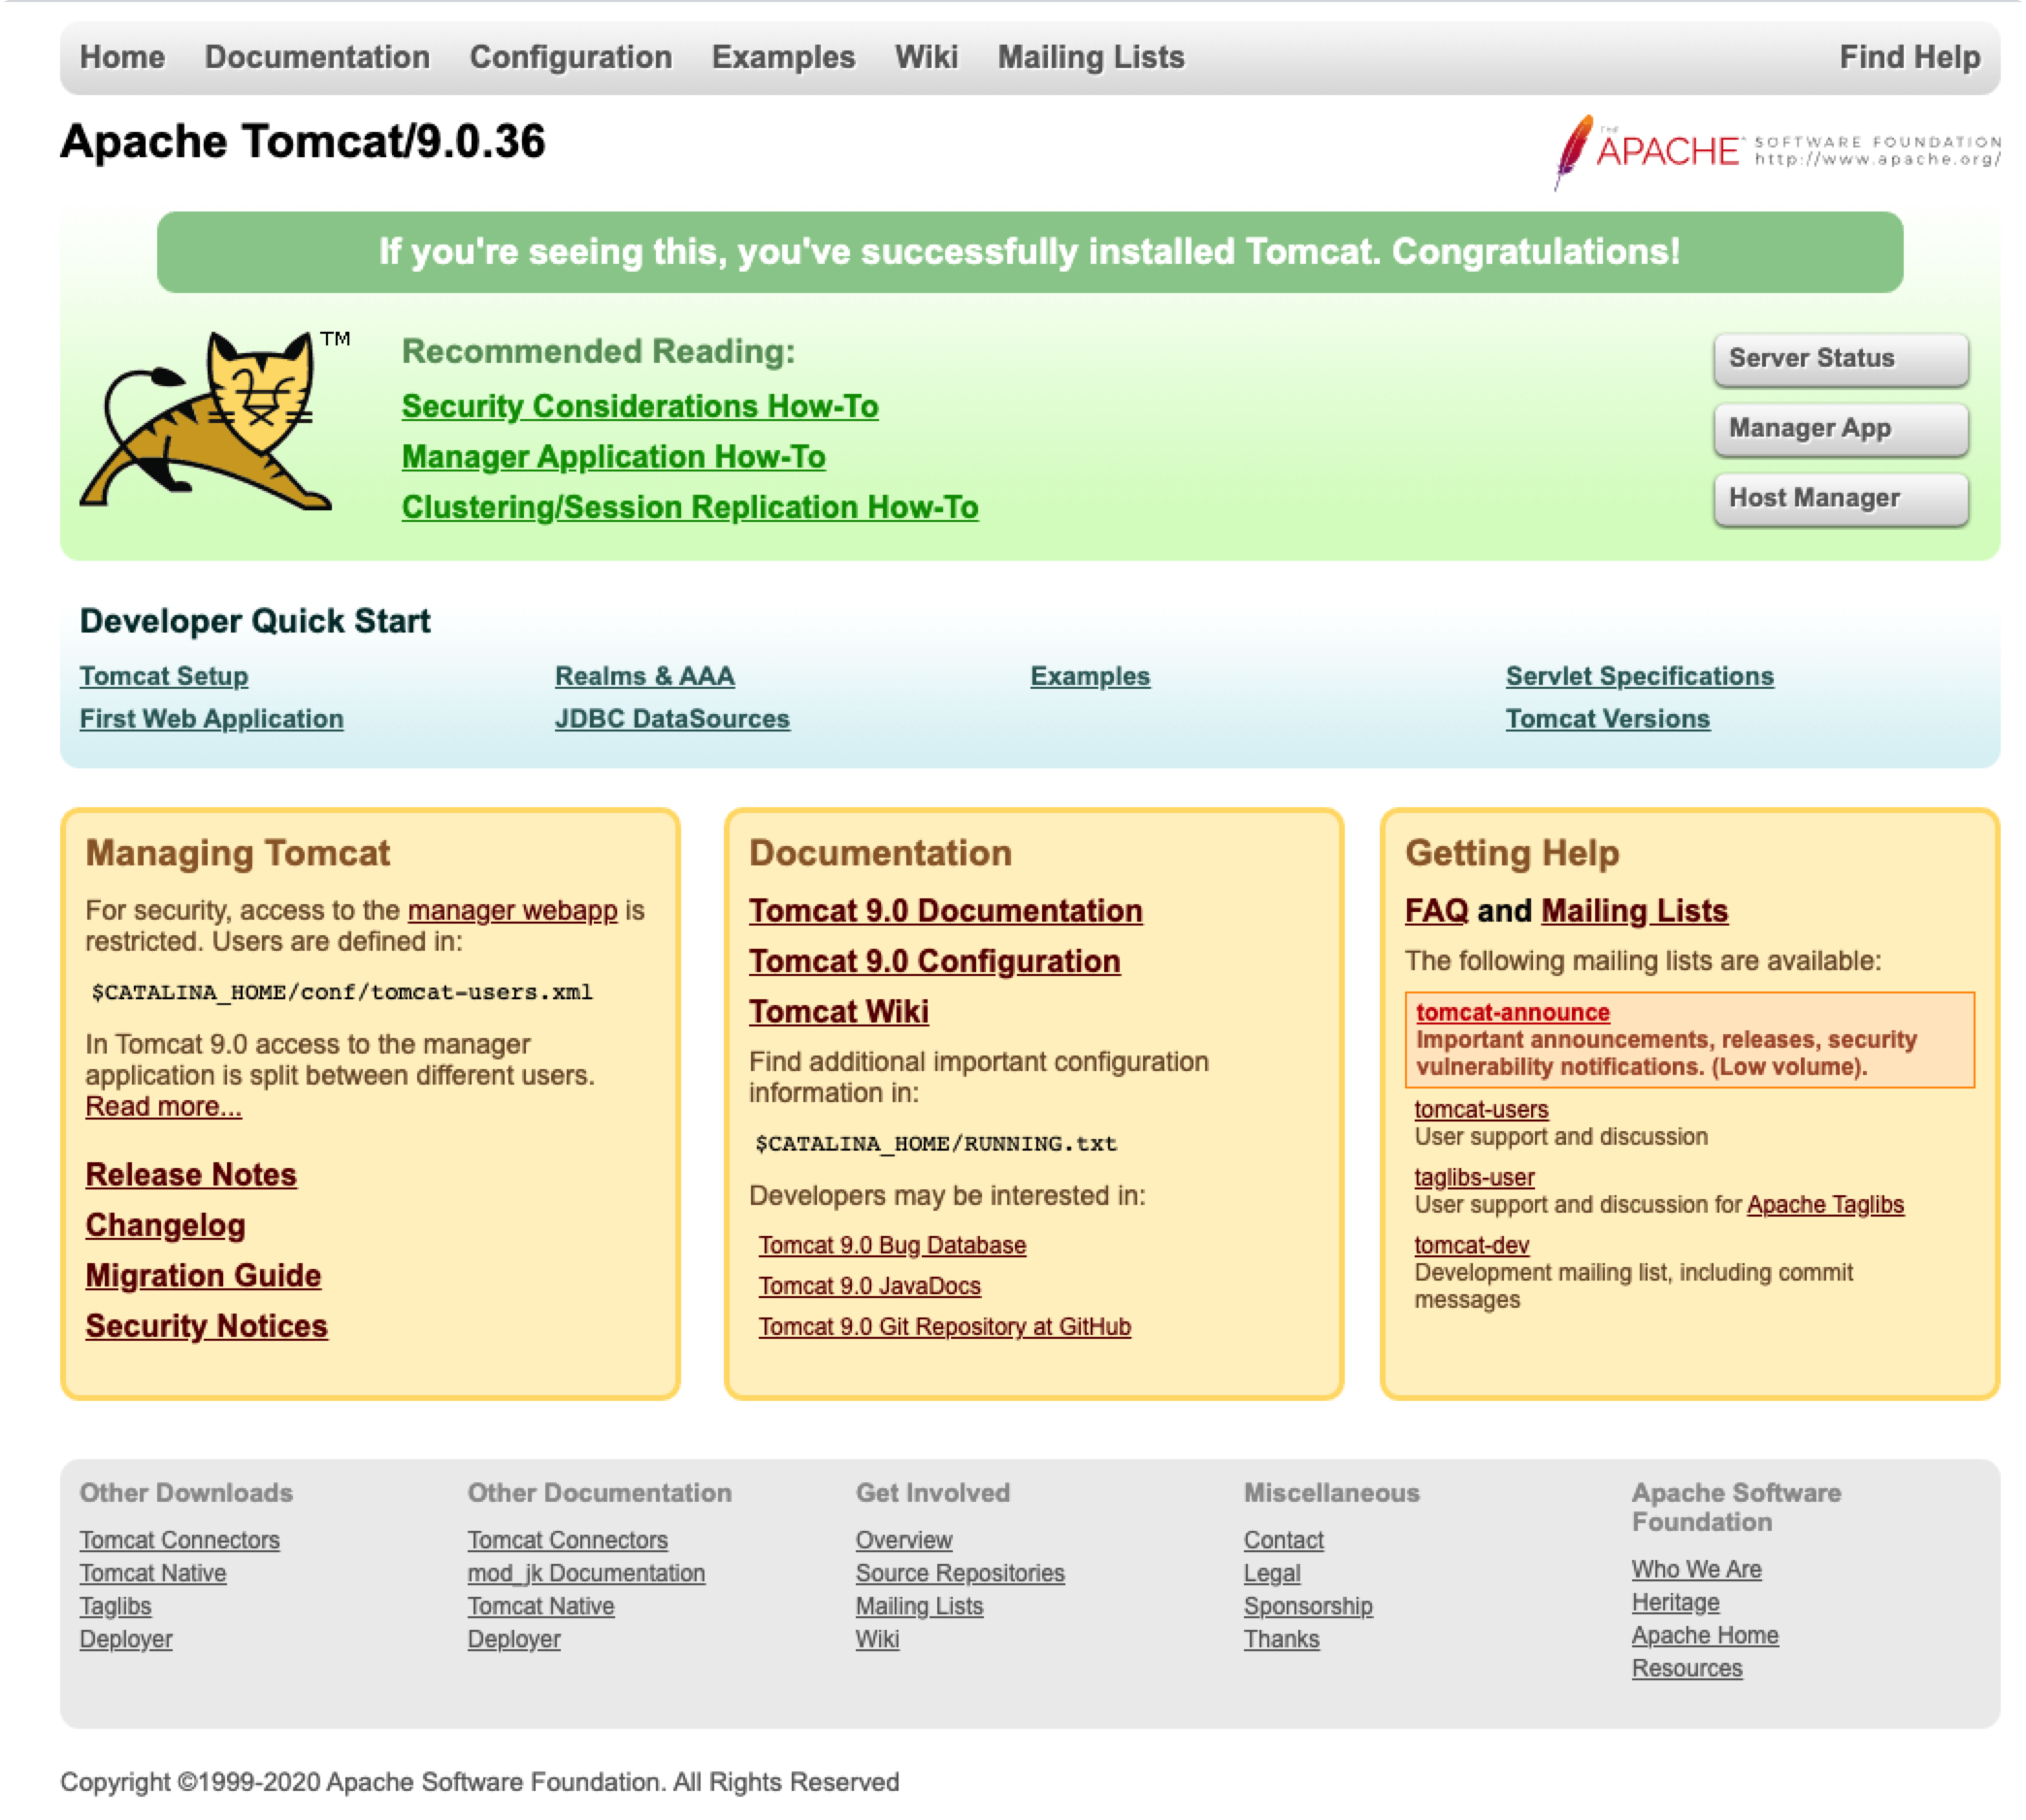 Home Documentation Configuration Examples Wiki Mailing Lists Find Help
Apache Tomcat/9.0.36
THE APACHE™ SOFTWARE FOUNDATION
http://www.apache.org/
If you're seeing this, you've successfully installed Tomcat. Congratulations!
TM
Recommended Reading:
Security Considerations How-To
Manager Application How-To
Clustering/Session Replication How-To
Server Status
Manager App
Host Manager
Developer Quick Start
Tomcat Setup
First Web Application
Realms & AAA
JDBC DataSources
Examples
Servlet Specifications
Tomcat Versions
Managing Tomcat
For security, access to the manager webapp is
restricted. Users are defined in:
$CATALINA_HOME/conf/tomcat-users.xml
In Tomcat 9.0 access to the manager
application is split between different users.
Read more...
Release Notes
Changelog
Migration Guide
Security Notices
Documentation
Tomcat 9.0 Documentation
Tomcat 9.0 Configuration
Tomcat Wiki
Find additional important configuration
information in:
$CATALINA_HOME/RUNNING.txt
Developers may be interested in:
Tomcat 9.0 Bug Database
Tomcat 9.0 JavaDocs
Tomcat 9.0 Git Repository at GitHub
Getting Help
FAQ and Mailing Lists
The following mailing lists are available:
tomcat-announce
Important announcements, releases, security
vulnerability notifications. (Low volume).
tomcat-users
User support and discussion
taglibs-user
User support and discussion for Apache Taglibs
tomcat-dev
Development mailing list, including commit
messages
Other Downloads
Tomcat Connectors
Tomcat Native
Taglibs
Deployer
Other Documentation
Tomcat Connectors
mod_jk Documentation
Tomcat Native
Deployer
Get Involved
Overview
Source Repositories
Mailing Lists
Wiki
Miscellaneous
Contact
Legal
Sponsorship
Thanks
Apache Software
Foundation
Who We Are
Heritage
Apache Home
Resources
Copyright ©1999-2020 Apache Software Foundation. All Rights Reserved